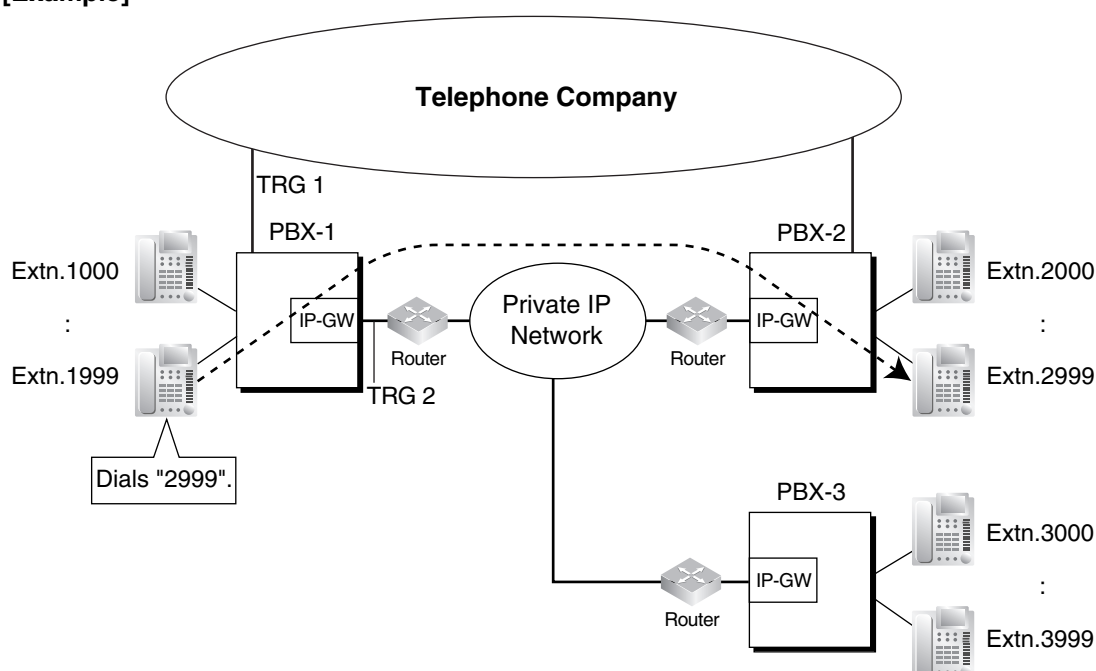 [Example]
Telephone Company
TRG 1
PBX-1
PBX-2
Extn.1000
:
Extn.1999
IP-GW
Router
TRG 2
Private IP
Network
Router
IP-GW
Extn.2000
:
Extn.2999
Dials "2999".
PBX-3
IP-GW
Router
Extn.3000
:
Extn.3999